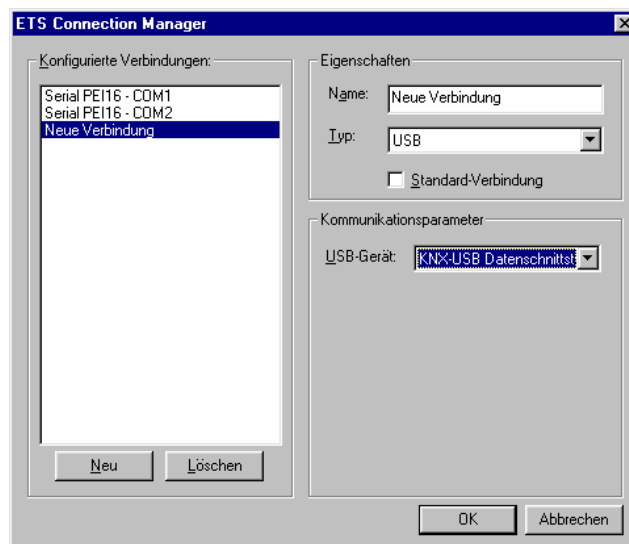 ETS Connection Manager
Konfigurierte Verbindungen:
Serial PEI16 - COM1
Serial PEI16 - COM2
Neue Verbindung
Neu
Löschen
Eigenschaften
Name:
Neue Verbindung
Typ:
USB
Standard-Verbindung
Kommunikationsparameter
USB-Gerät:
KNX-USB Datenschnittst
OK
Abbrechen